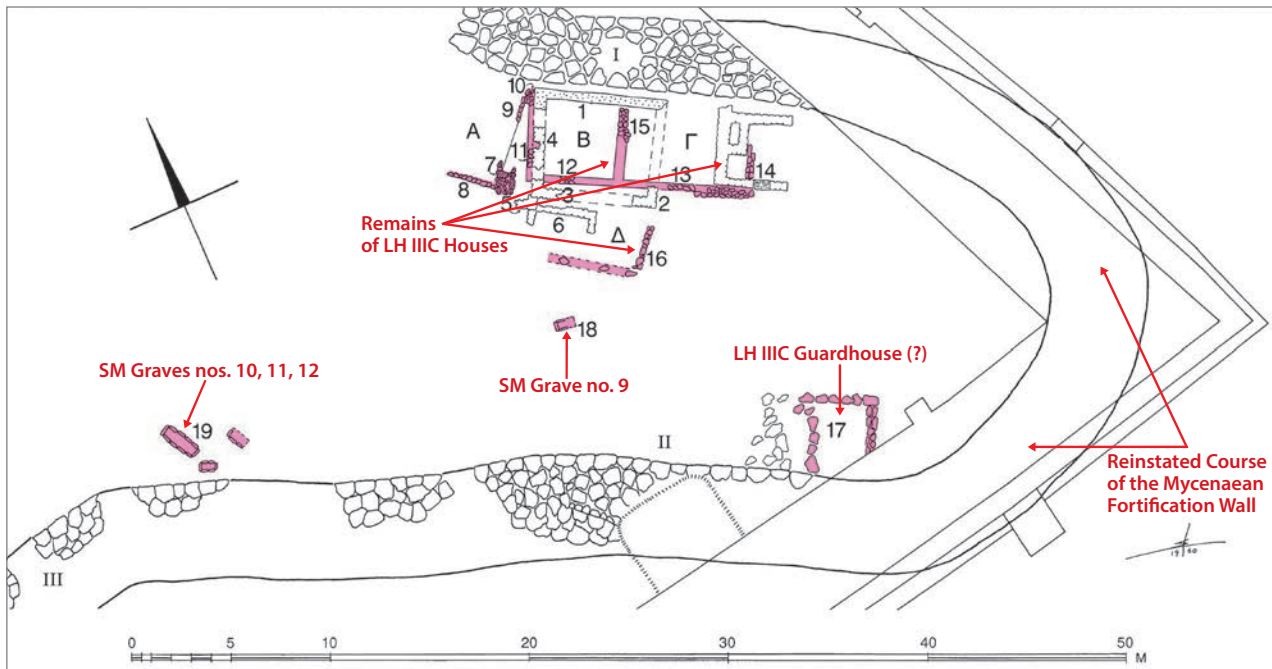 I
10
9
1
15
A
4
B
Γ
7
11
12
13
14
8
3
5
2
6
Δ
Remains
of LH IIIC Houses
16
18
LH IIIC Guardhouse (?)
SM Graves nos. 10, 11, 12
SM Grave no. 9
19
II
17
Reinstated Course
of the Mycenaean
Fortification Wall
III
19 60
0 5 10 20 30 40 50
M